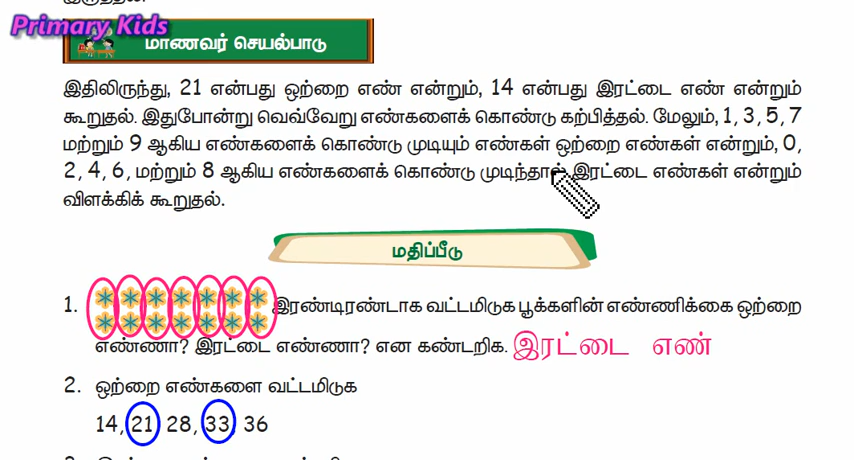 Primary Kids
மாணவர் செயல்பாடு
இதிலிருந்து, 21 என்பது ஒற்றை எண் என்றும், 14 என்பது இரட்டை எண் என்றும்
கூறுதல். இதுபோன்று வெவ்வேறு எண்களைக் கொண்டு கற்பித்தல். மேலும், 1, 3, 5, 7
மற்றும் 9 ஆகிய எண்களைக் கொண்டு முடியும் எண்கள் ஒற்றை எண்கள் என்றும், 0,
2, 4, 6, மற்றும் 8 ஆகிய எண்களைக் கொண்டு முடிந்தால் இரட்டை எண்கள் என்றும்
விளக்கிக் கூறுதல்.
மதிப்பீடு
1. இரண்டிரண்டாக வட்டமிடுக பூக்களின் எண்ணிக்கை ஒற்றை
எண்ணா? இரட்டை எண்ணா? என கண்டறிக. இரட்டை எண்
2. ஒற்றை எண்களை வட்டமிடுக
14, 21 28, 33 36